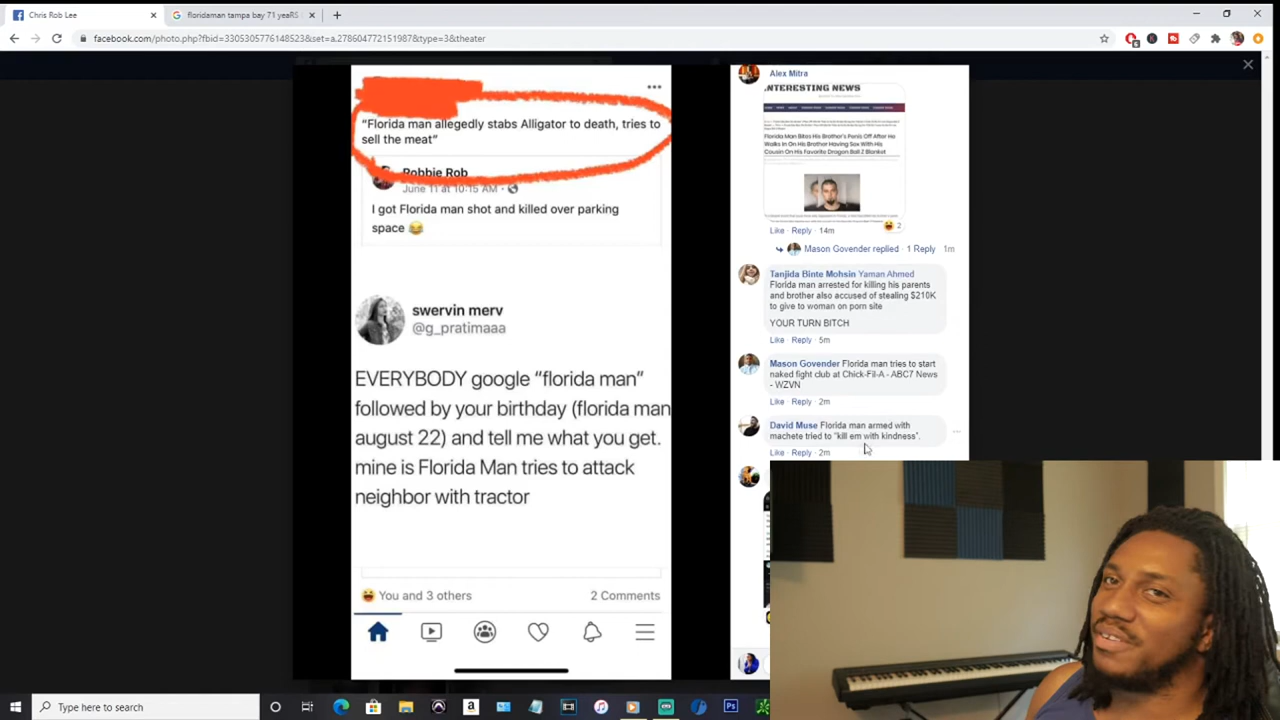 Chris Rob Lee
floridaman tampa bay 71 yeaRS
facebook.com/photo.php?fbid=3305305776148523&set=a.278604772151987&type=3&theater
“Florida man allegedly stabs Alligator to death, tries to
sell the meat”
Robbie Rob
June 11 at 10:15 AM
I got Florida man shot and killed over parking
space 😂
swervin merv
@g_pratimaaa
EVERYBODY google “florida man”
followed by your birthday (florida man
august 22) and tell me what you get.
mine is Florida Man tries to attack
neighbor with tractor
You and 3 others 2 Comments
Alex Mitra
INTERESTING NEWS
Florida Man Bites His Brother's Penis Off After He
Walks In On His Brother Having Sex With His
Cousin On His Favorite Dragon Ball Z Blanket
2
Like · Reply · 14m
Mason Govender replied · 1 Reply 1m
Tanjida Binte Mohsin Yaman Ahmed
Florida man arrested for killing his parents
and brother also accused of stealing $210K
to give to woman on porn site
YOUR TURN BITCH
Like · Reply · 5m
Mason Govender Florida man tries to start
naked fight club at Chick-Fil-A - ABC7 News
- WZVN
Like · Reply · 2m
David Muse Florida man armed with
machete tried to “kill em with kindness”.
Like · Reply · 2m
Type here to search